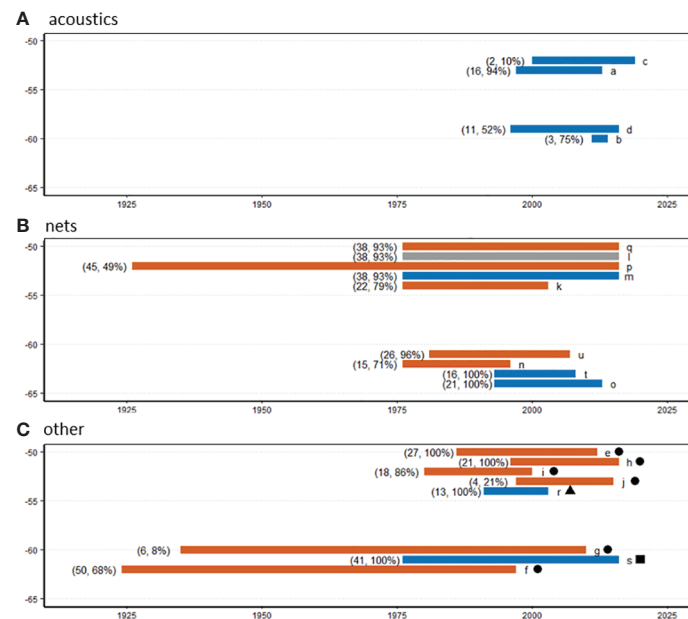 A acoustics
-50
(2, 10%) c
(16, 94%) a
-55
(11, 52%) d
-60
(3, 75%) b
-65
1925 1950 1975 2000 2025
B nets
-50
(38, 93%) q
(38, 93%) l
(45, 49%) p
(38, 93%) m
(22, 79%) k
-55
-60
(26, 96%) u
(15, 71%) n
(16, 100%) t
(21, 100%) o
-65
1925 1950 1975 2000 2025
C other
-50
(27, 100%) e
(21, 100%) h
(18, 86%) i
(4, 21%) j
(13, 100%) r
-55
-60
(6, 8%) g
(41, 100%) s
(50, 68%) f
-65
1925 1950 1975 2000 2025